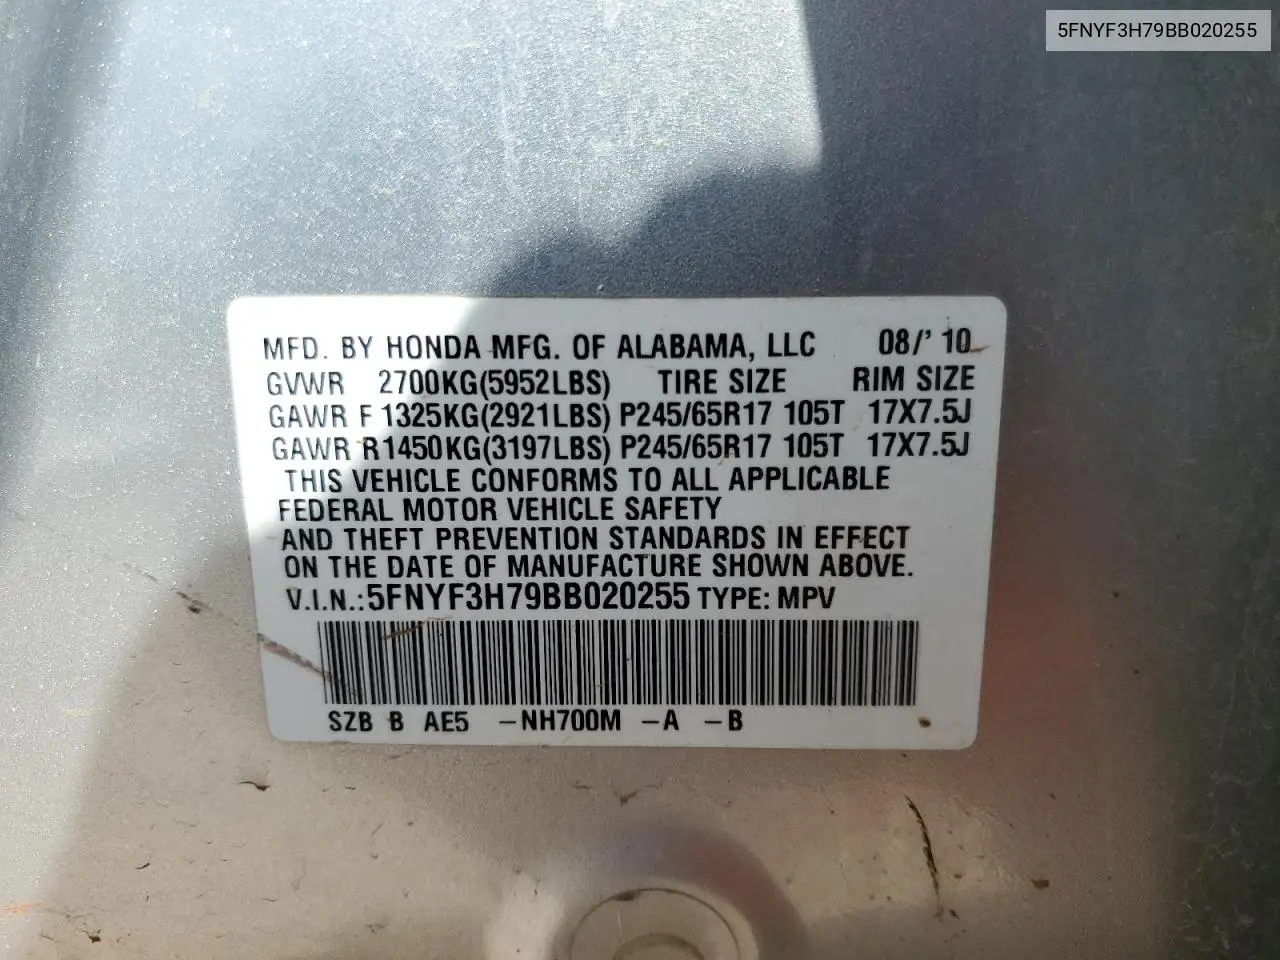 5FNYF3H79BB020255
MFD. BY HONDA MFG. OF ALABAMA, LLC 08/' 10
GVWR 2700KG(5952LBS) TIRE SIZE RIM SIZE
GAWR F 1325KG(2921LBS) P245/65R17 105T 17X7.5J
GAWR R1450KG(3197LBS) P245/65R17 105T 17X7.5J
THIS VEHICLE CONFORMS TO ALL APPLICABLE
FEDERAL MOTOR VEHICLE SAFETY
AND THEFT PREVENTION STANDARDS IN EFFECT
ON THE DATE OF MANUFACTURE SHOWN ABOVE.
V.I.N.:5FNYF3H79BB020255 TYPE: MPV
SZB B AE5 -NH700M -A -B